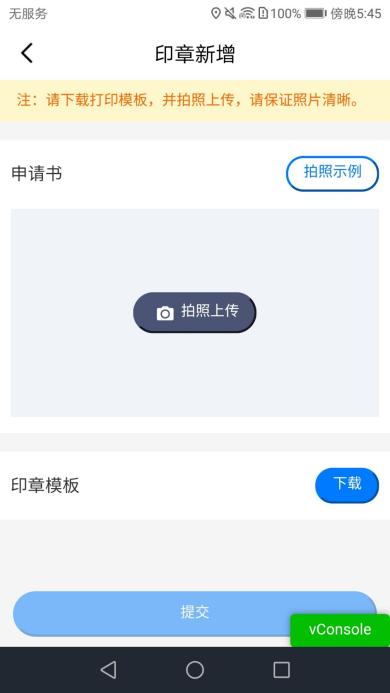 无服务
100% 傍晚5:45
印章新增
注：请下载打印模板，并拍照上传，请保证照片清晰。
申请书
拍照示例
拍照上传
印章模板
下载
提交
vConsole